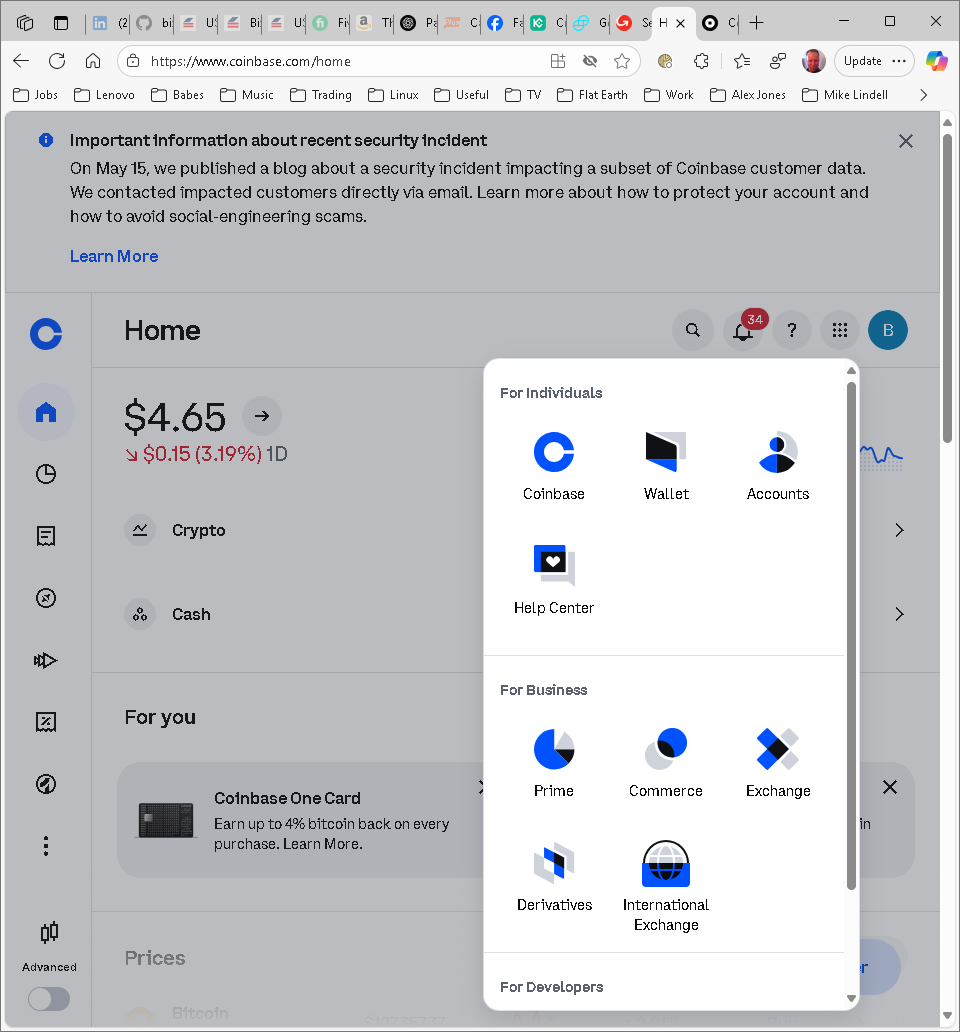 (2
bi
US
Bi
US
Fi
Tl
Pa
C
Fa
C
G
Se
H
C
https://www.coinbase.com/home
Update
Jobs
Lenovo
Babes
Music
Trading
Linux
Useful
TV
Flat Earth
Work
Alex Jones
Mike Lindell
Important information about recent security incident
On May 15, we published a blog about a security incident impacting a subset of Coinbase customer data.
We contacted impacted customers directly via email. Learn more about how to protect your account and
how to avoid social-engineering scams.
Learn More
Home
34
?
B
$4.65
$0.15 (3.19%) 1D
Crypto
Cash
For you
Coinbase One Card
Earn up to 4% bitcoin back on every
purchase. Learn More.
in
Prices
Bitcoin
Advanced
For Individuals
Coinbase
Wallet
Accounts
Help Center
For Business
Prime
Commerce
Exchange
Derivatives
International
Exchange
For Developers